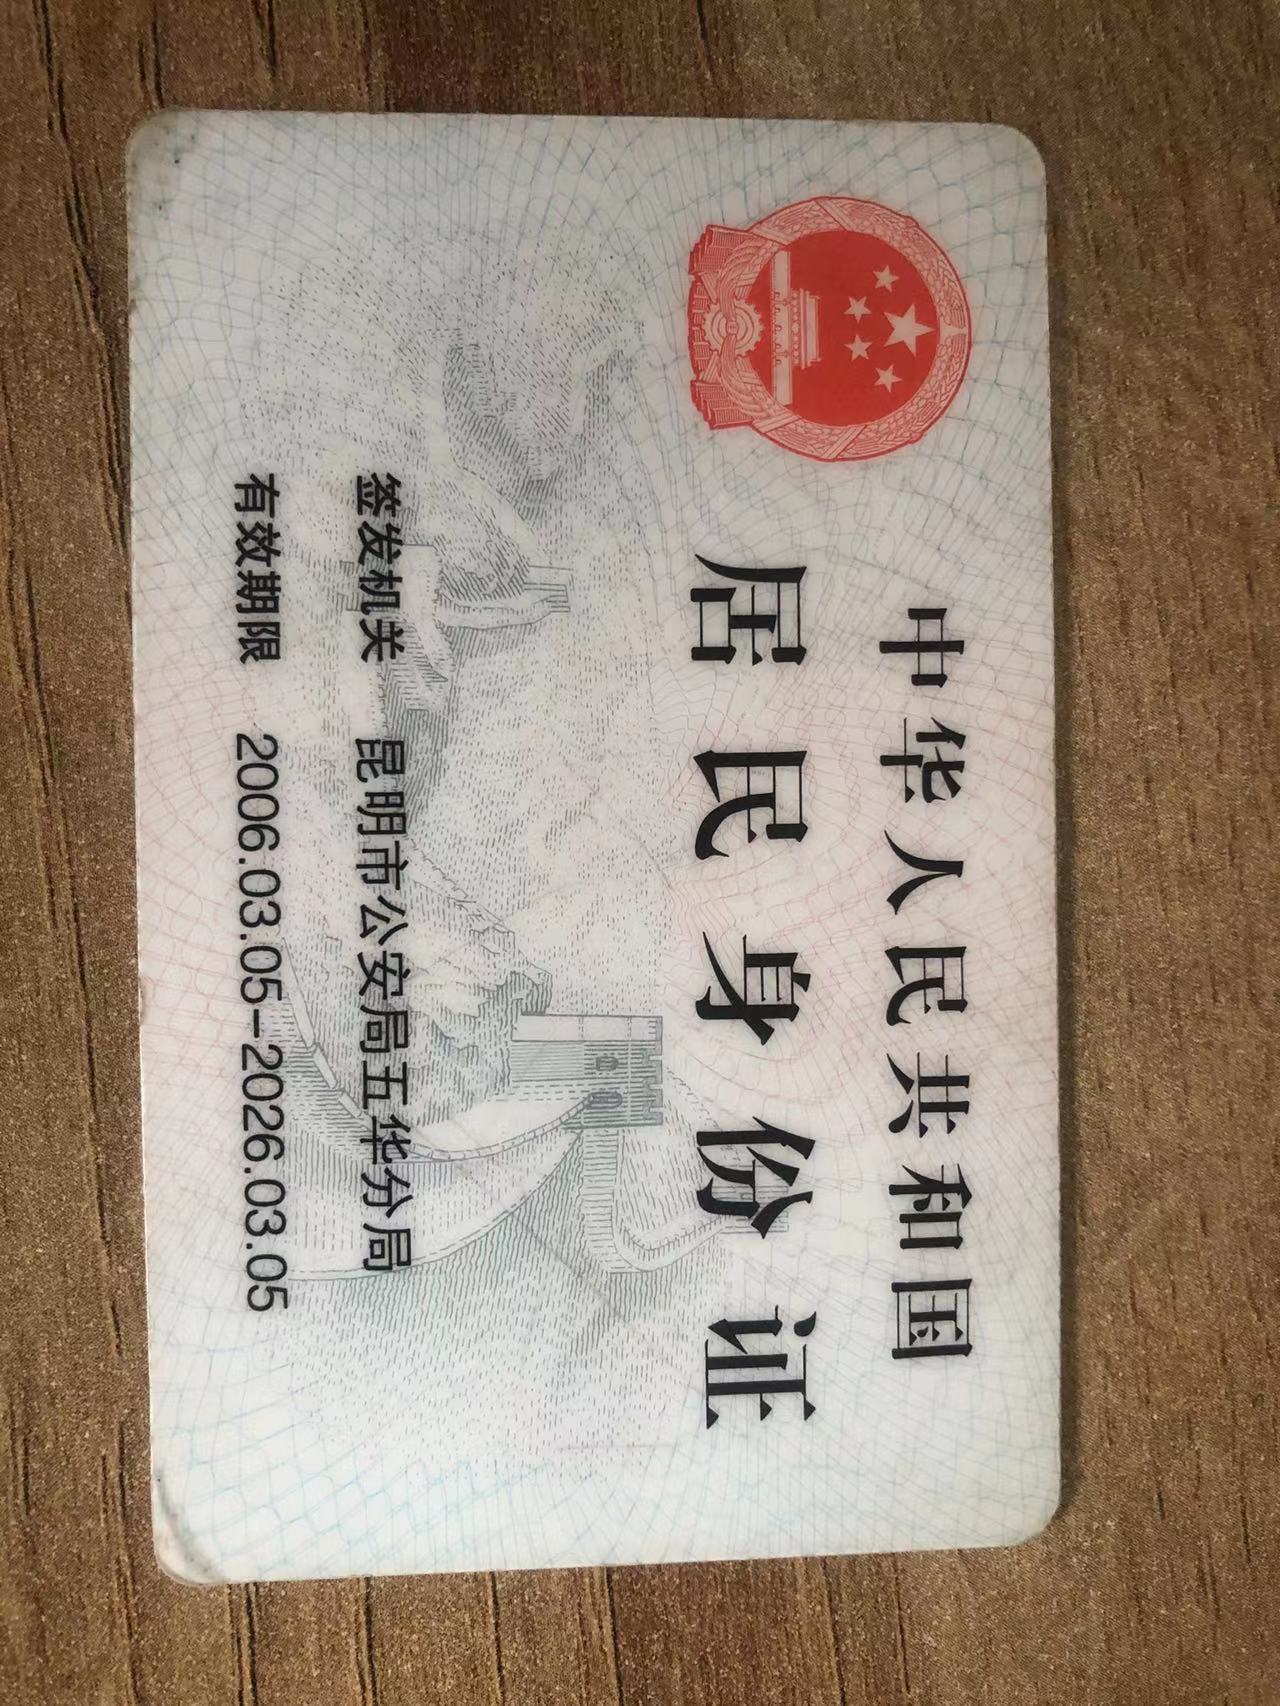 中华人民共和国
居民身份证
签发机关 昆明市公安局五华分局
有效期限 2006.03.05-2026.03.05